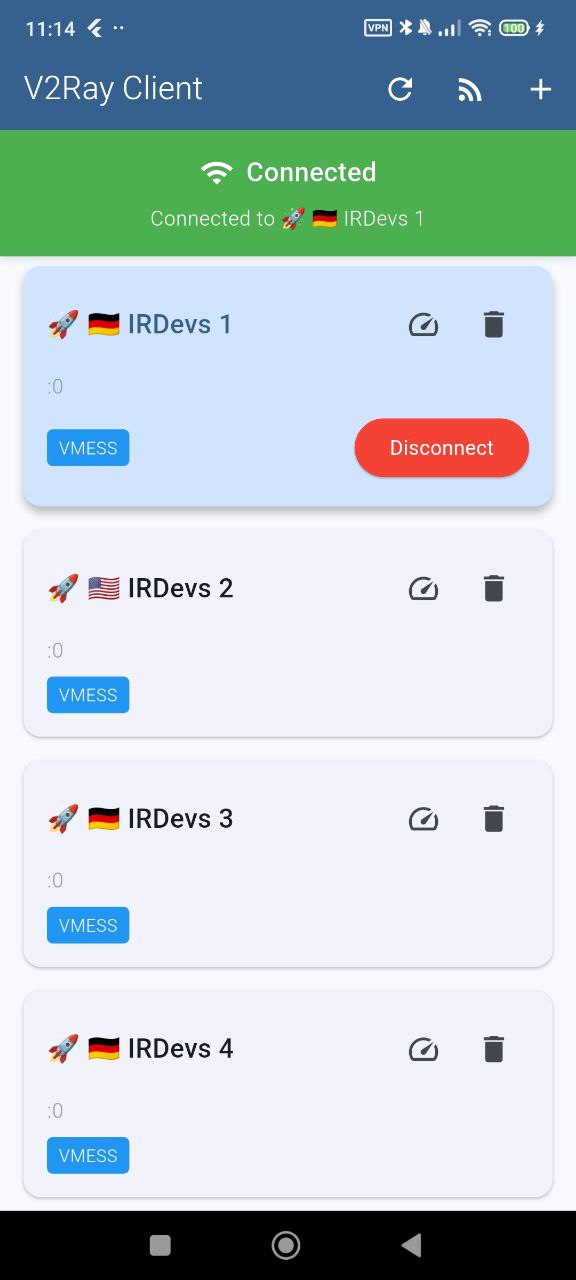 11:14
VPN
100
V2Ray Client
Connected
Connected to 🚀 🇩🇪 IRDevs 1
🚀 🇩🇪 IRDevs 1
:0
VMESS
Disconnect
🚀 🇺🇸 IRDevs 2
:0
VMESS
🚀 🇩🇪 IRDevs 3
:0
VMESS
🚀 🇩🇪 IRDevs 4
:0
VMESS